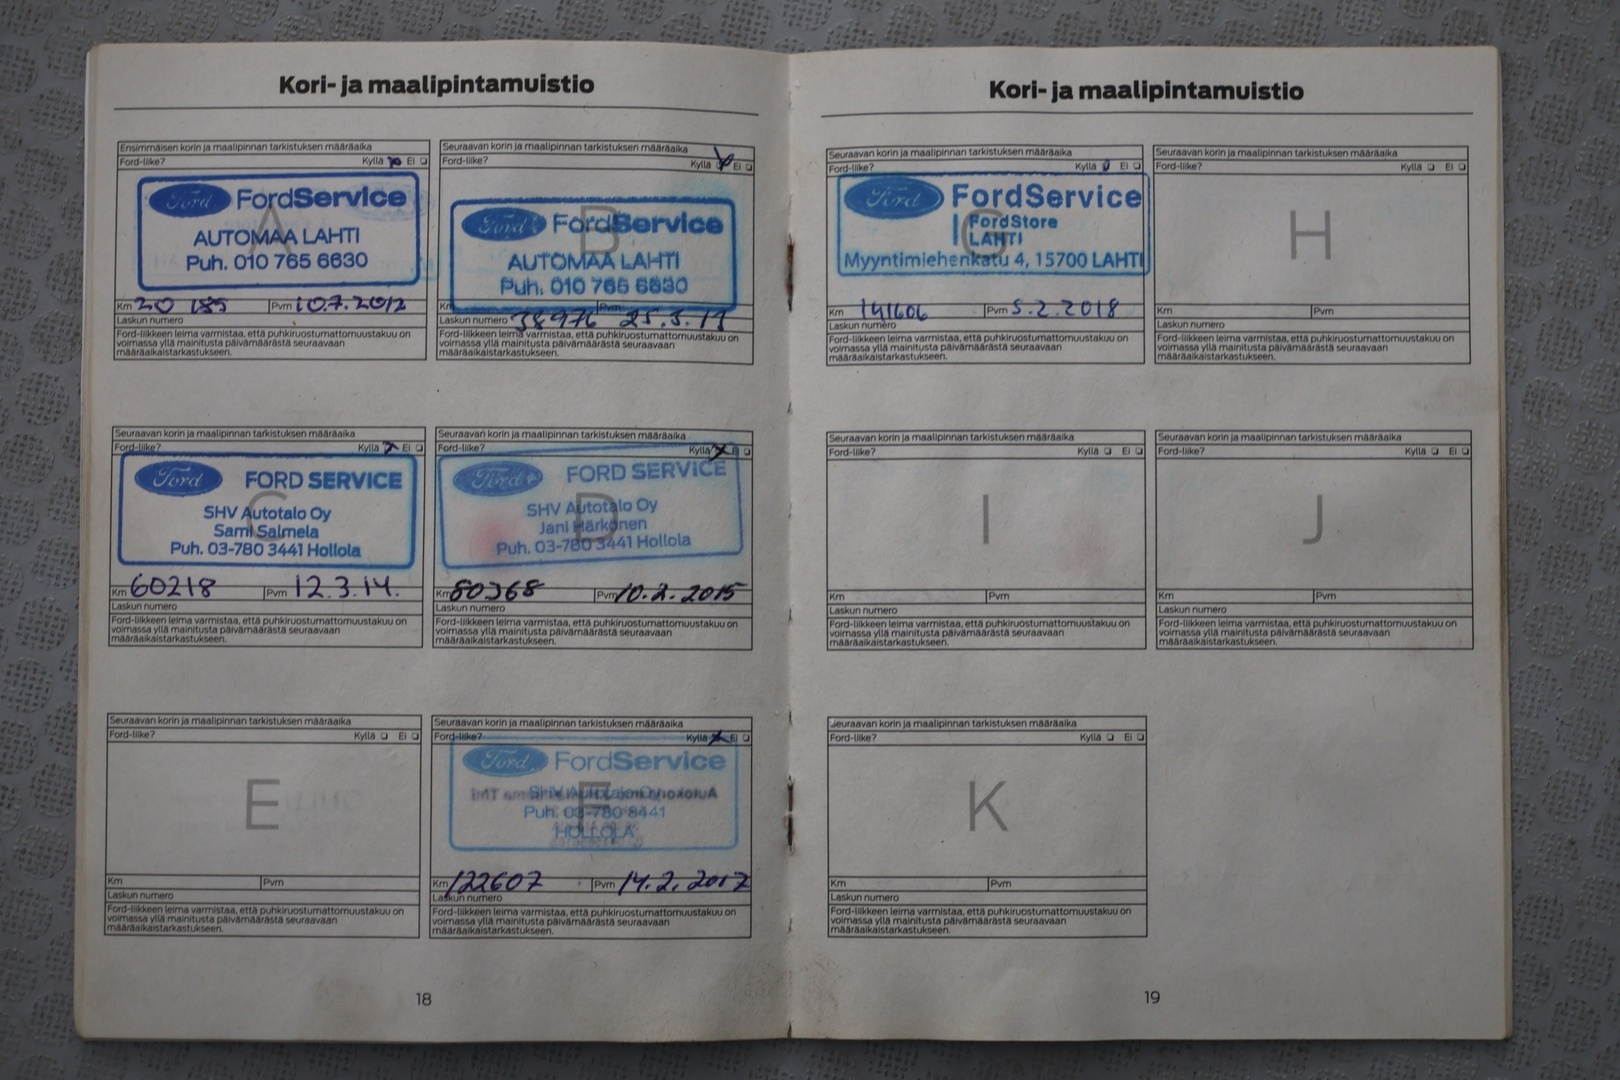 Kori- ja maalipintamuistio
Ensimmäisen korin ja maalipinnan tarkistuksen määräaika
Ford-liike? Kyllä Ei
A
Ford FordService
AUTOMAA LAHTI
Puh. 010 765 6630
Km 20 185 Pvm 10.7.2012
Laskun numero
Ford-liikkeen leima varmistaa, että puhkiruostumattomuustakuu on
voimassa yllä mainitusta päivämäärästä seuraavaan
määräaikaistarkastukseen.
Seuraavan korin ja maalipinnan tarkistuksen määräaika
Ford-liike? Kyllä Ei
B
Ford FordService
AUTOMAA LAHTI
Puh. 010 765 6630
Km Pvm
Laskun numero 38976
Ford-liikkeen leima varmistaa, että puhkiruostumattomuustakuu on
voimassa yllä mainitusta päivämäärästä seuraavaan
määräaikaistarkastukseen.
Seuraavan korin ja maalipinnan tarkistuksen määräaika
Ford-liike? Kyllä Ei
C
Ford FORD SERVICE
SHV Autotalo Oy
Sami Salmela
Puh. 03-780 3441 Hollola
Km 60218 Pvm 12.3.14.
Laskun numero
Ford-liikkeen leima varmistaa, että puhkiruostumattomuustakuu on
voimassa yllä mainitusta päivämäärästä seuraavaan
määräaikaistarkastukseen.
Seuraavan korin ja maalipinnan tarkistuksen määräaika
Ford-liike? Kyllä Ei
D
Ford FORD SERVICE
SHV Autotalo Oy
Jani Härkönen
Puh. 03-780 3441 Hollola
Km 80368 Pvm 10.2.2015
Laskun numero
Ford-liikkeen leima varmistaa, että puhkiruostumattomuustakuu on
voimassa yllä mainitusta päivämäärästä seuraavaan
määräaikaistarkastukseen.
Seuraavan korin ja maalipinnan tarkistuksen määräaika
Ford-liike? Kyllä Ei
E
Km Pvm
Laskun numero
Ford-liikkeen leima varmistaa, että puhkiruostumattomuustakuu on
voimassa yllä mainitusta päivämäärästä seuraavaan
määräaikaistarkastukseen.
Seuraavan korin ja maalipinnan tarkistuksen määräaika
Ford-liike? Kyllä Ei
F
Ford FordService
SHV Autotalo Oy
Puh. 03-780 3441
HOLLOLA
Km 122607 Pvm 14.2.2017
Laskun numero
Ford-liikkeen leima varmistaa, että puhkiruostumattomuustakuu on
voimassa yllä mainitusta päivämäärästä seuraavaan
määräaikaistarkastukseen.
18
Kori- ja maalipintamuistio
Seuraavan korin ja maalipinnan tarkistuksen määräaika
Ford-liike? Kyllä Ei
G
Ford FordService
FordStore
LAHTI
Myyntimiehenkatu 4, 15700 LAHTI
Km 141606 Pvm 5.2.2018
Laskun numero
Ford-liikkeen leima varmistaa, että puhkiruostumattomuustakuu on
voimassa yllä mainitusta päivämäärästä seuraavaan
määräaikaistarkastukseen.
Seuraavan korin ja maalipinnan tarkistuksen määräaika
Ford-liike? Kyllä Ei
H
Km Pvm
Laskun numero
Ford-liikkeen leima varmistaa, että puhkiruostumattomuustakuu on
voimassa yllä mainitusta päivämäärästä seuraavaan
määräaikaistarkastukseen.
Seuraavan korin ja maalipinnan tarkistuksen määräaika
Ford-liike? Kyllä Ei
I
Km Pvm
Laskun numero
Ford-liikkeen leima varmistaa, että puhkiruostumattomuustakuu on
voimassa yllä mainitusta päivämäärästä seuraavaan
määräaikaistarkastukseen.
Seuraavan korin ja maalipinnan tarkistuksen määräaika
Ford-liike? Kyllä Ei
J
Km Pvm
Laskun numero
Ford-liikkeen leima varmistaa, että puhkiruostumattomuustakuu on
voimassa yllä mainitusta päivämäärästä seuraavaan
määräaikaistarkastukseen.
Seuraavan korin ja maalipinnan tarkistuksen määräaika
Ford-liike? Kyllä Ei
K
Km Pvm
Laskun numero
Ford-liikkeen leima varmistaa, että puhkiruostumattomuustakuu on
voimassa yllä mainitusta päivämäärästä seuraavaan
määräaikaistarkastukseen.
19